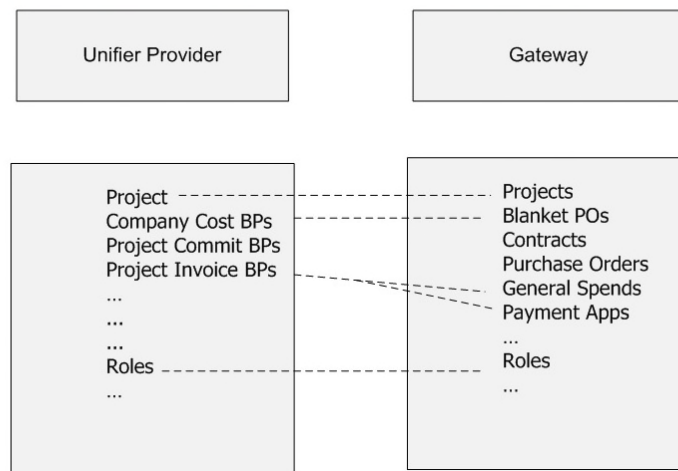 Unifier Provider
Gateway
Project
Company Cost BPs
Project Commit BPs
Project Invoice BPs
...
...
...
Roles
...
Projects
Blanket POs
Contracts
Purchase Orders
General Spends
Payment Apps
...
Roles
...